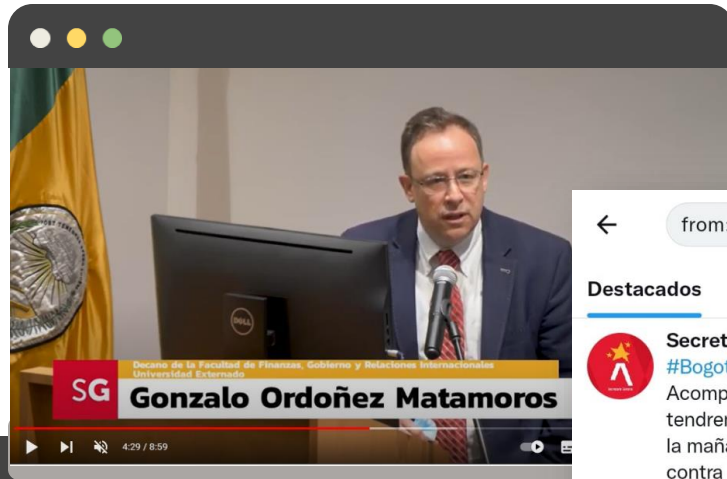 DELL
Decano de la Facultad de Finanzas, Gobierno y Relaciones Internacionales
Universidad Externado
SG
Gonzalo Ordoñez Matamoros
4:29 / 8:59
from:
Destacados
Secret
#Bogot
Acomp
tendrer
la maña
contra